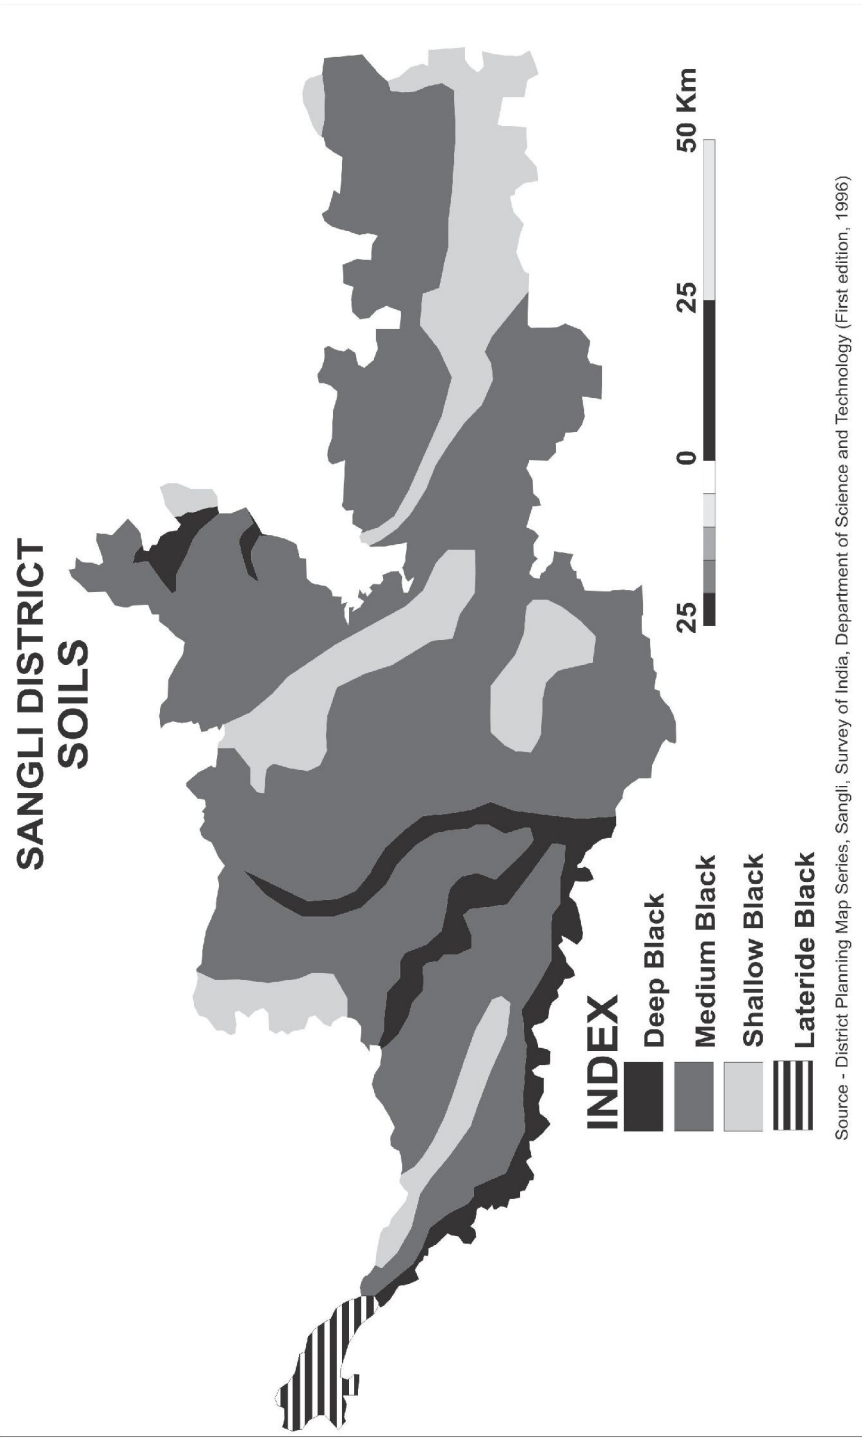 SANGLI DISTRICT
SOILS
25 0 25 50 Km
INDEX
Deep Black
Medium Black
Shallow Black
Lateride Black
Source - District Planning Map Series, Sangli, Survey of India, Department of Science and Technology (First edition, 1996)